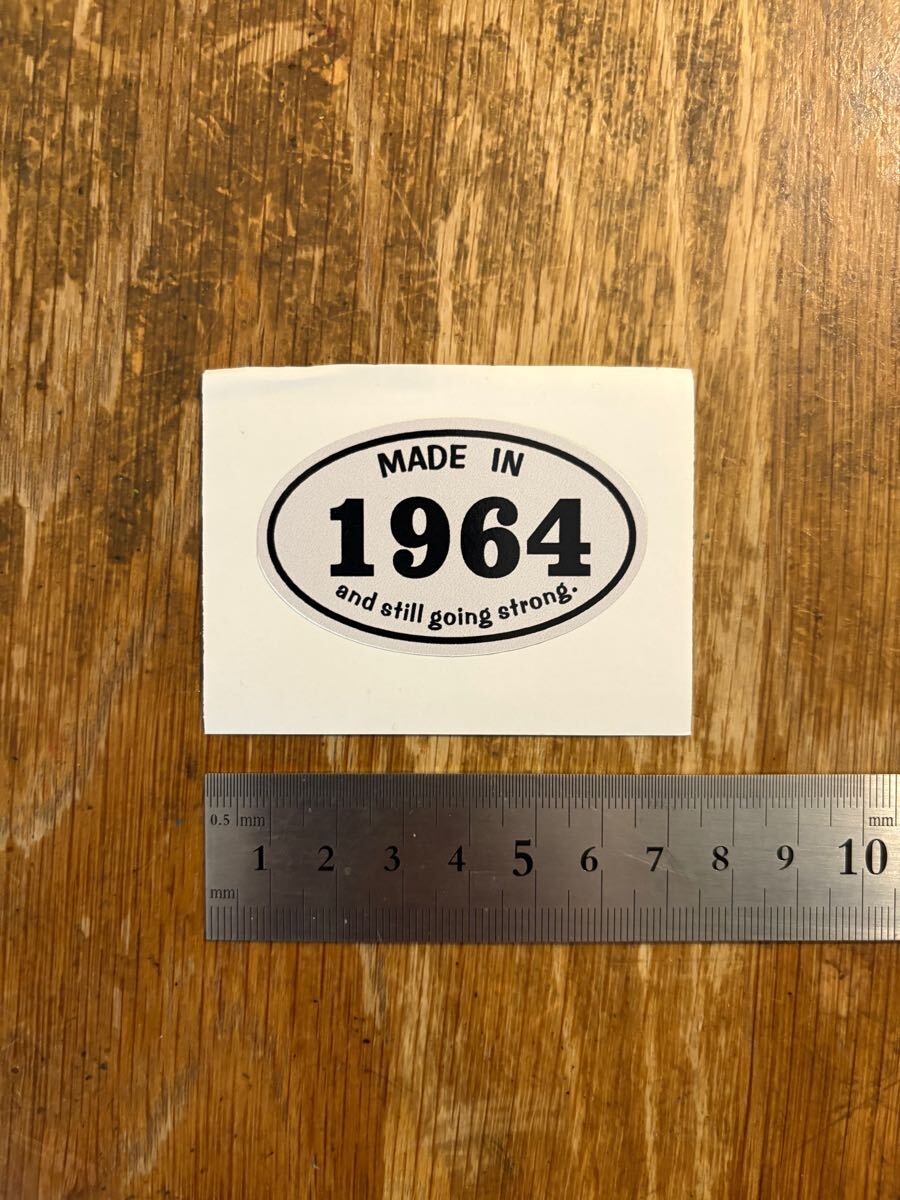 MADE IN
1964
and still going strong.
0.5 mm mm
1 2 3 4 5 6 7 8 9 10
mm